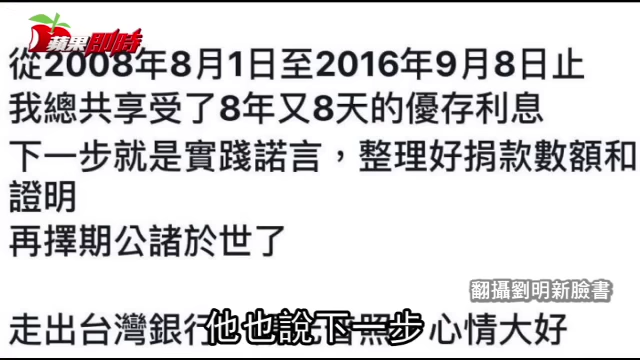 蘋果即時
從2008年8月1日至2016年9月8日止
我總共享受了8年又8天的優存利息
下一步就是實踐諾言，整理好捐款數額和
證明
再擇期公諸於世了
翻攝劉明新臉書
走出台灣銀行
心情大好
他也說下一步